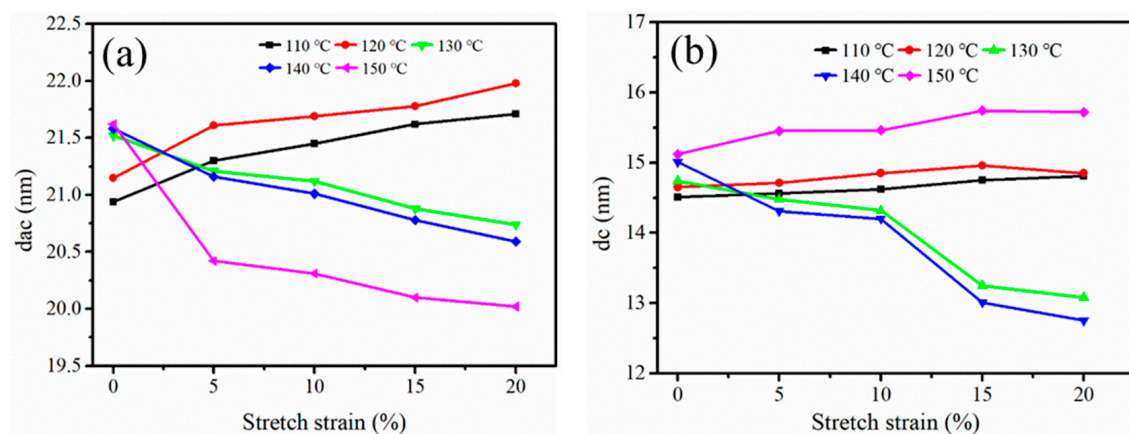 (a)
110 ℃ 120 ℃ 130 ℃
140 ℃ 150 ℃
22.5
22.0
21.5
21.0
20.5
20.0
19.5
dac (nm)
0 5 10 15 20
Stretch strain (%)
(b)
110 ℃ 120 ℃ 130 ℃
140 ℃ 150 ℃
17
16
15
14
13
12
dc (nm)
0 5 10 15 20
Stretch strain (%)